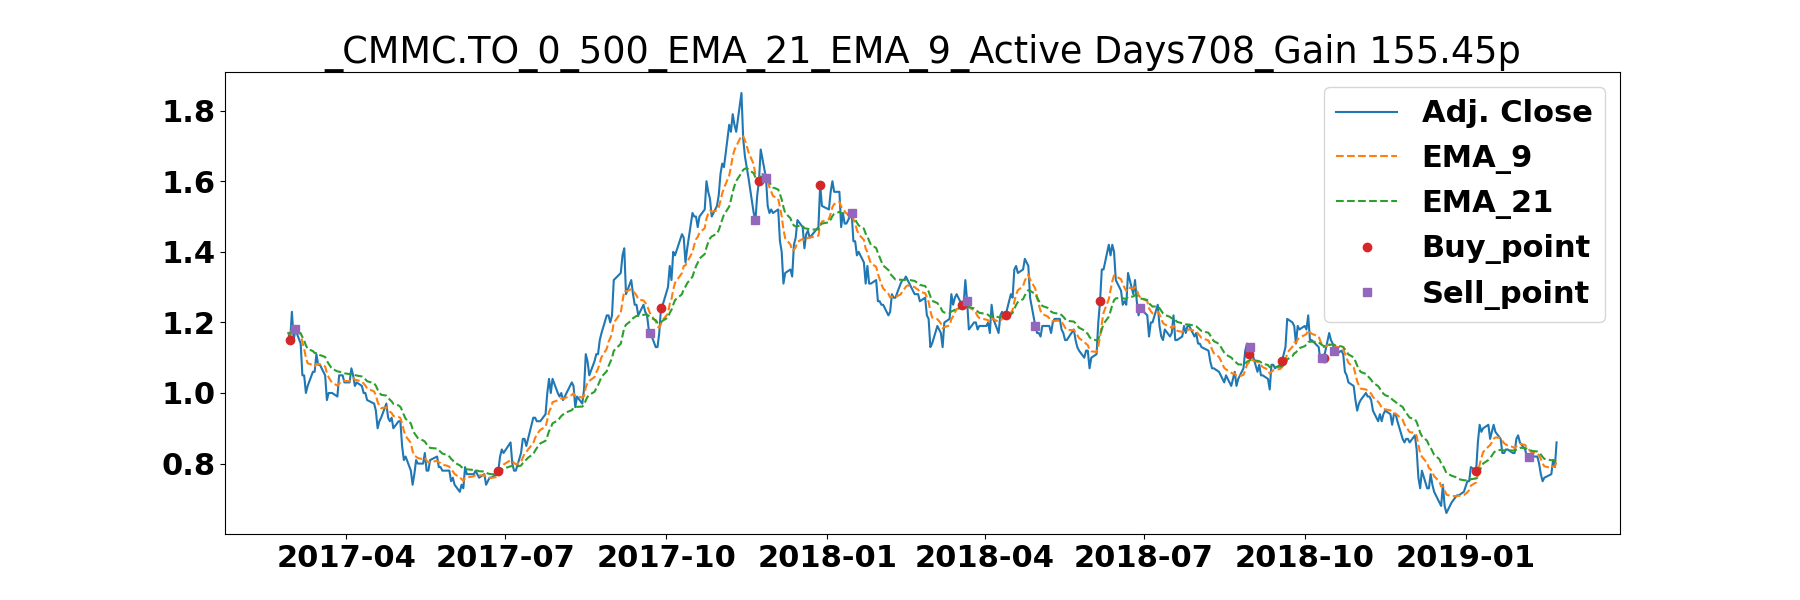 _CMMC.TO_0_500_EMA_21_EMA_9_Active Days708_Gain 155.45p
1.8
1.6
1.4
1.2
1.0
0.8
Adj. Close
EMA_9
EMA_21
Buy_point
Sell_point
2017-04 2017-07 2017-10 2018-01 2018-04 2018-07 2018-10 2019-01